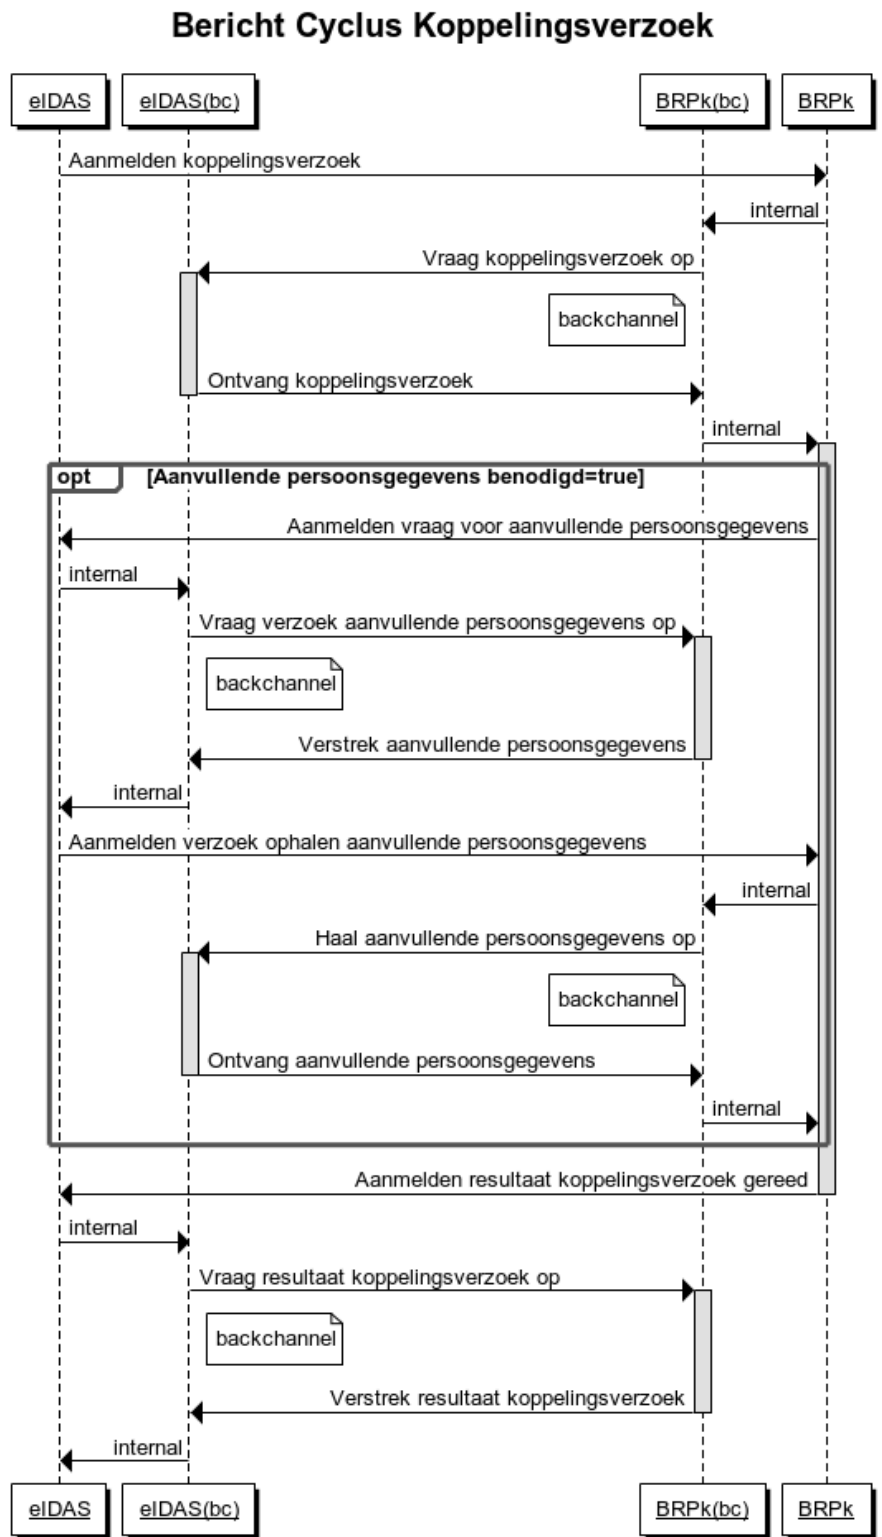 Bericht Cyclus Koppelingsverzoek
eIDAS
eIDAS(bc)
BRPk(bc)
BRPk
Aanmelden koppelingsverzoek
internal
Vraag koppelingsverzoek op
backchannel
Ontvang koppelingsverzoek
internal
opt
[Aanvullende persoonsgegevens benodigd=true]
Aanmelden vraag voor aanvullende persoonsgegevens
internal
Vraag verzoek aanvullende persoonsgegevens op
backchannel
Verstrek aanvullende persoonsgegevens
internal
Aanmelden verzoek ophalen aanvullende persoonsgegevens
internal
Haal aanvullende persoonsgegevens op
backchannel
Ontvang aanvullende persoonsgegevens
internal
Aanmelden resultaat koppelingsverzoek gereed
internal
Vraag resultaat koppelingsverzoek op
backchannel
Verstrek resultaat koppelingsverzoek
internal
eIDAS
eIDAS(bc)
BRPk(bc)
BRPk